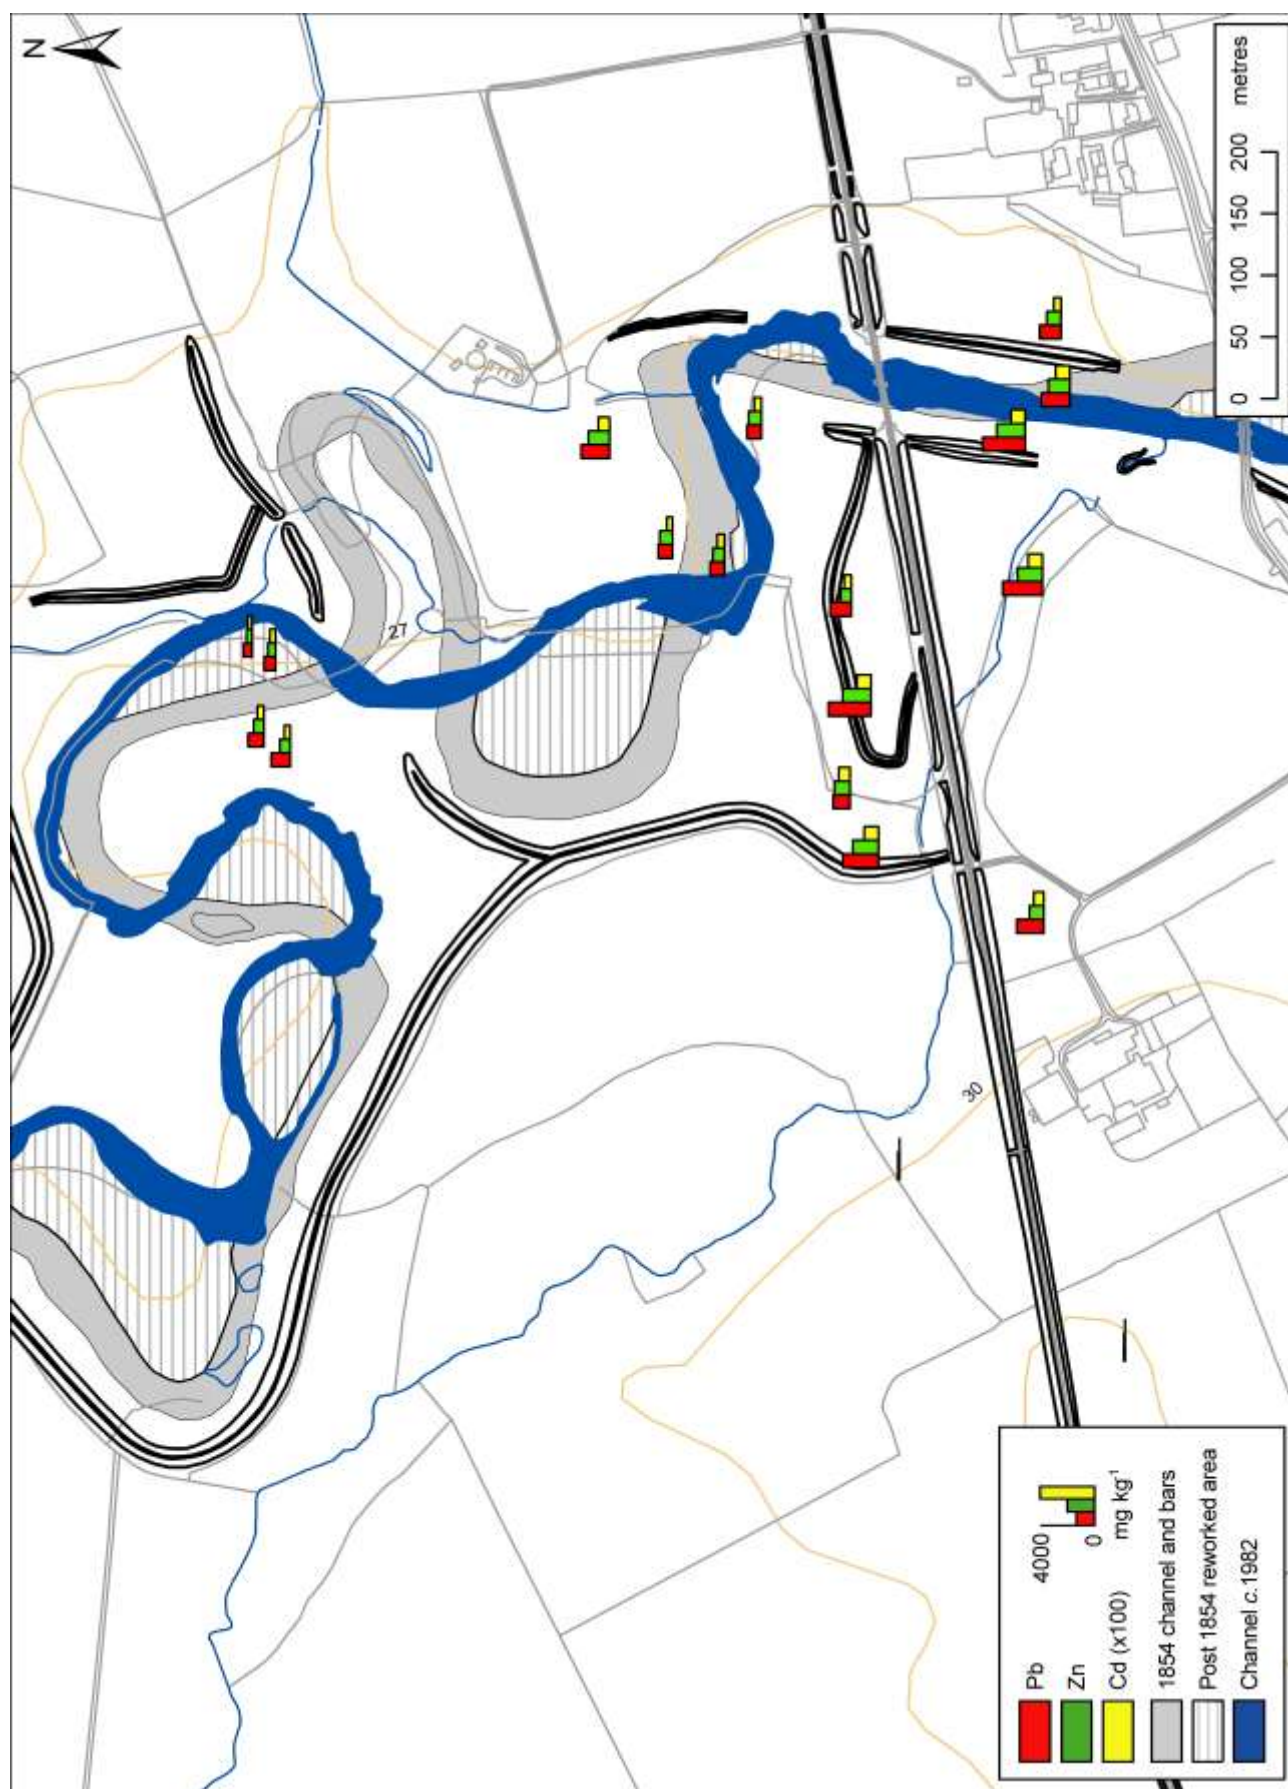 N
27
30
0 50 100 150 200 metres
Pb
Zn
Cd (x100)
4000
0
mg kg⁻¹
1854 channel and bars
Post 1854 reworked area
Channel c.1982